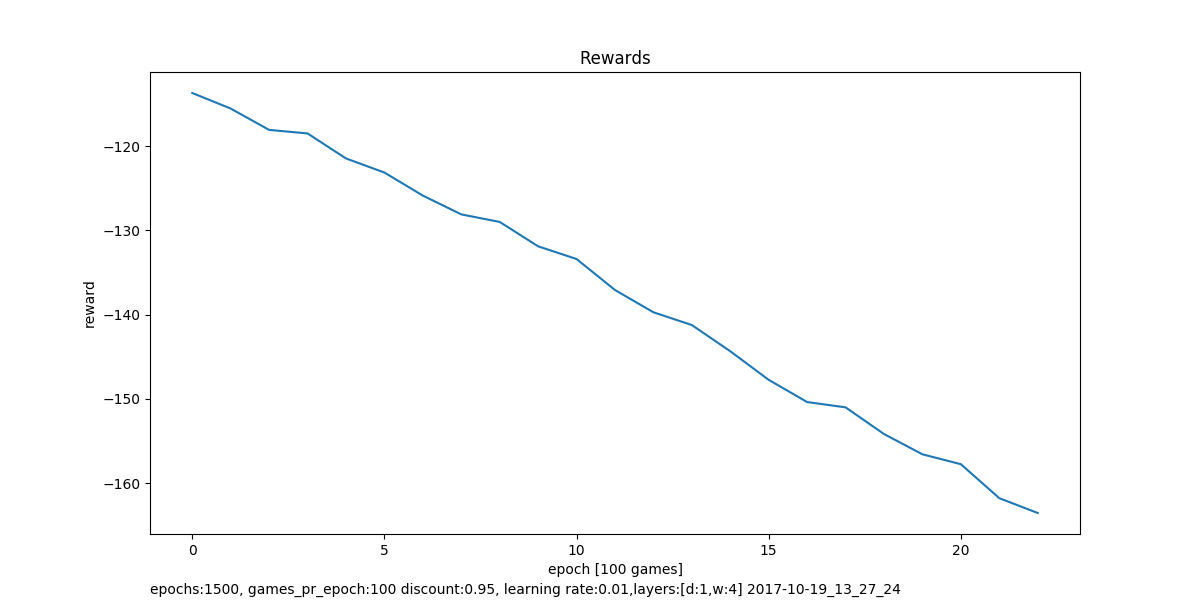 Rewards
reward
−120
−130
−140
−150
−160
0 5 10 15 20
epoch [100 games]
epochs:1500, games_pr_epoch:100 discount:0.95, learning rate:0.01,layers:[d:1,w:4] 2017-10-19_13_27_24